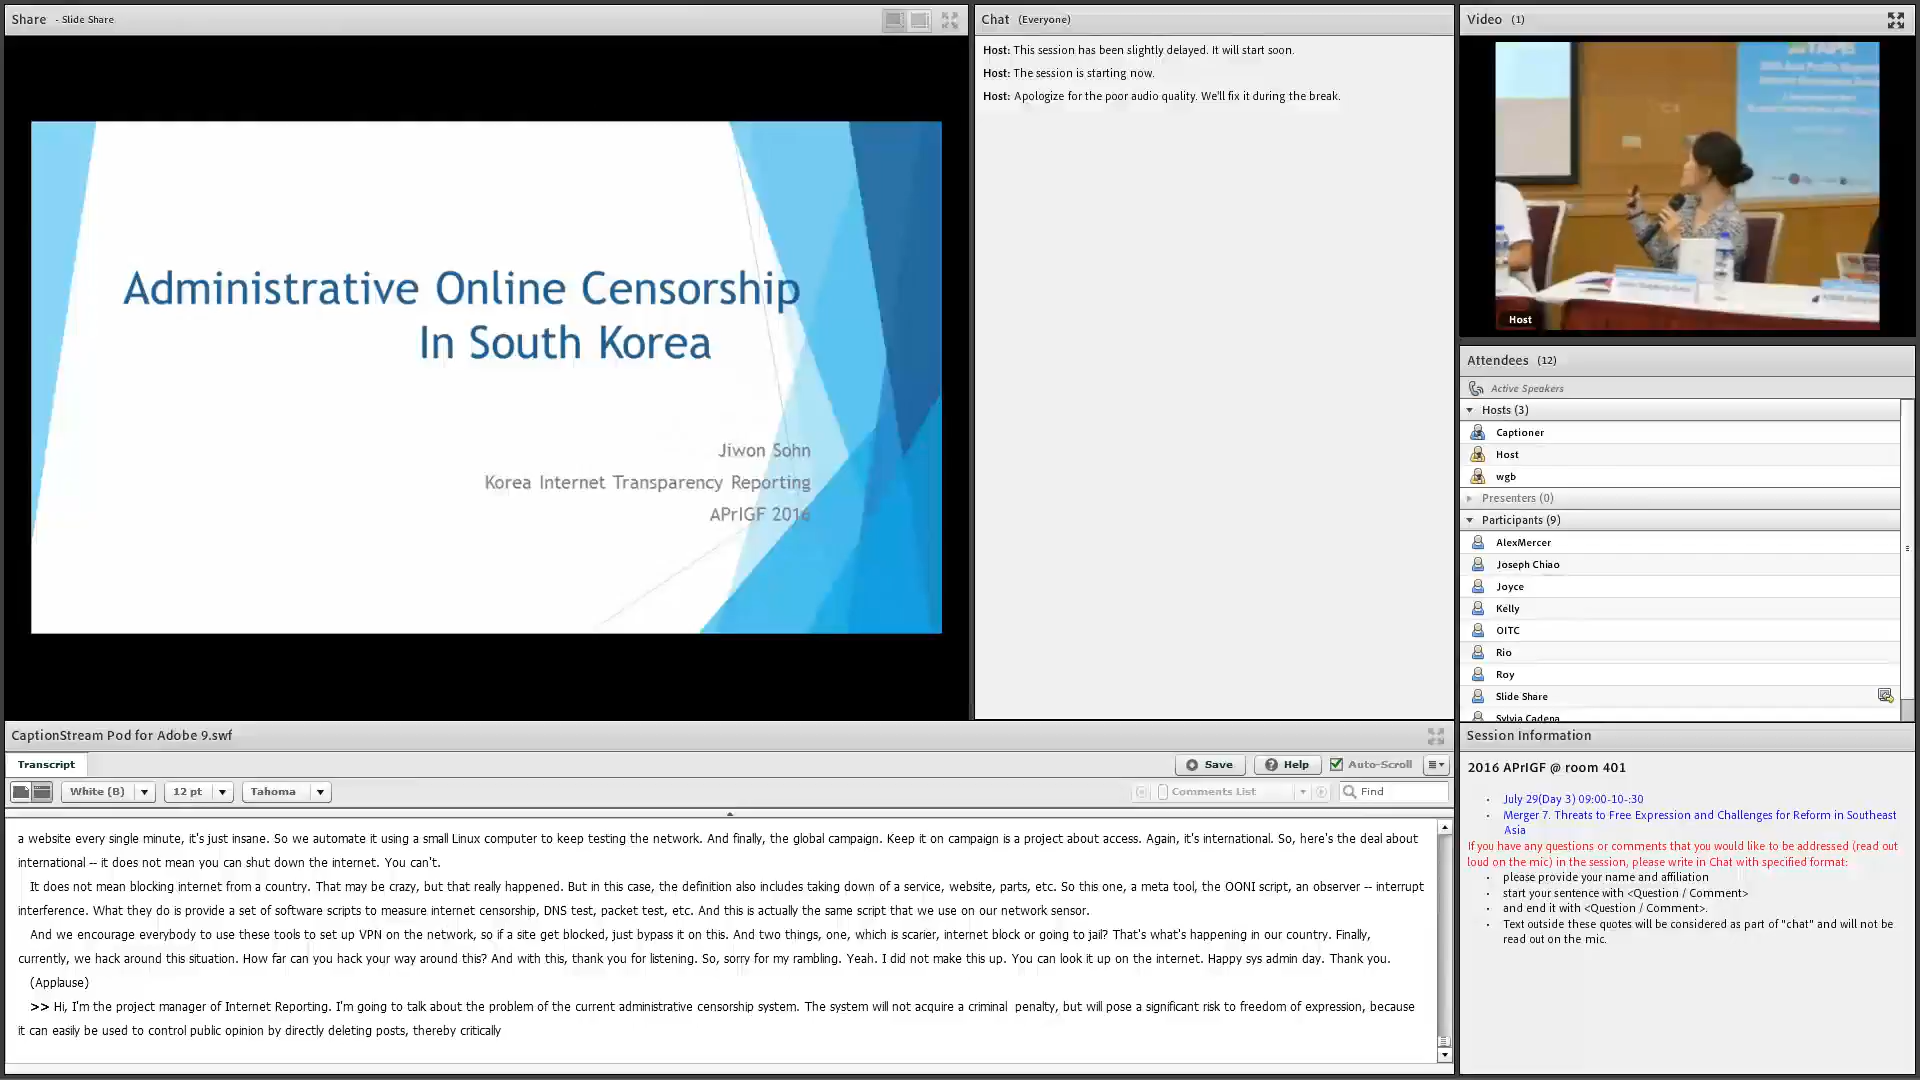 Share - Slide Share
Administrative Online Censorship
In South Korea
Jiwon Sohn
Korea Internet Transparency Reporting
APrIGF 2016
Chat (Everyone)
Host: This session has been slightly delayed. It will start soon.
Host: The session is starting now.
Host: Apologize for the poor audio quality. We'll fix it during the break.
Video (1)
Host
Attendees (12)
Active Speakers
Hosts (3)
Captioner
Host
wgb
Presenters (0)
Participants (9)
AlexMercer
Joseph Chiao
Joyce
Kelly
OITC
Rio
Roy
Slide Share
Sylvia Cadena
CaptionStream Pod for Adobe 9.swf
Transcript
Save
Help
Auto-Scroll
White (B)
12 pt
Tahoma
Comments List
Find
a website every single minute, it's just insane. So we automate it using a small Linux computer to keep testing the network. And finally, the global campaign. Keep it on campaign is a project about access. Again, it's international. So, here's the deal about
international -- it does not mean you can shut down the internet. You can't.
It does not mean blocking internet from a country. That may be crazy, but that really happened. But in this case, the definition also includes taking down of a service, website, parts, etc. So this one, a meta tool, the OONI script, an observer -- interrupt
interference. What they do is provide a set of software scripts to measure internet censorship, DNS test, packet test, etc. And this is actually the same script that we use on our network sensor.
And we encourage everybody to use these tools to set up VPN on the network, so if a site get blocked, just bypass it on this. And two things, one, which is scarier, internet block or going to jail? That's what's happening in our country. Finally,
currently, we hack around this situation. How far can you hack your way around this? And with this, thank you for listening. So, sorry for my rambling. Yeah. I did not make this up. You can look it up on the internet. Happy sys admin day. Thank you.
(Applause)
>> Hi, I'm the project manager of Internet Reporting. I'm going to talk about the problem of the current administrative censorship system. The system will not acquire a criminal penalty, but will pose a significant risk to freedom of expression, because
it can easily be used to control public opinion by directly deleting posts, thereby critically
Session Information
2016 APrIGF @ room 401
July 29(Day 3) 09:00-10-:30
Merger 7. Threats to Free Expression and Challenges for Reform in Southeast
Asia
If you have any questions or comments that you would like to be addressed (read out
loud on the mic) in the session, please write in Chat with specified format:
please provide your name and affiliation
start your sentence with <Question / Comment>
and end it with <Question / Comment>.
Text outside these quotes will be considered as part of "chat" and will not be
read out on the mic.